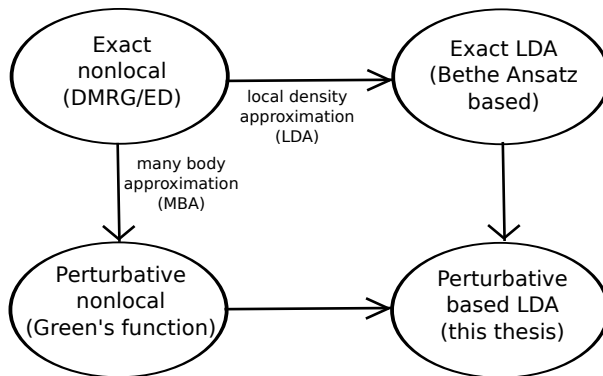 Exact
nonlocal
(DMRG/ED)
Exact LDA
(Bethe Ansatz
based)
local density
approximation
(LDA)
many body
approximation
(MBA)
Perturbative
nonlocal
(Green's function)
Perturbative
based LDA
(this thesis)